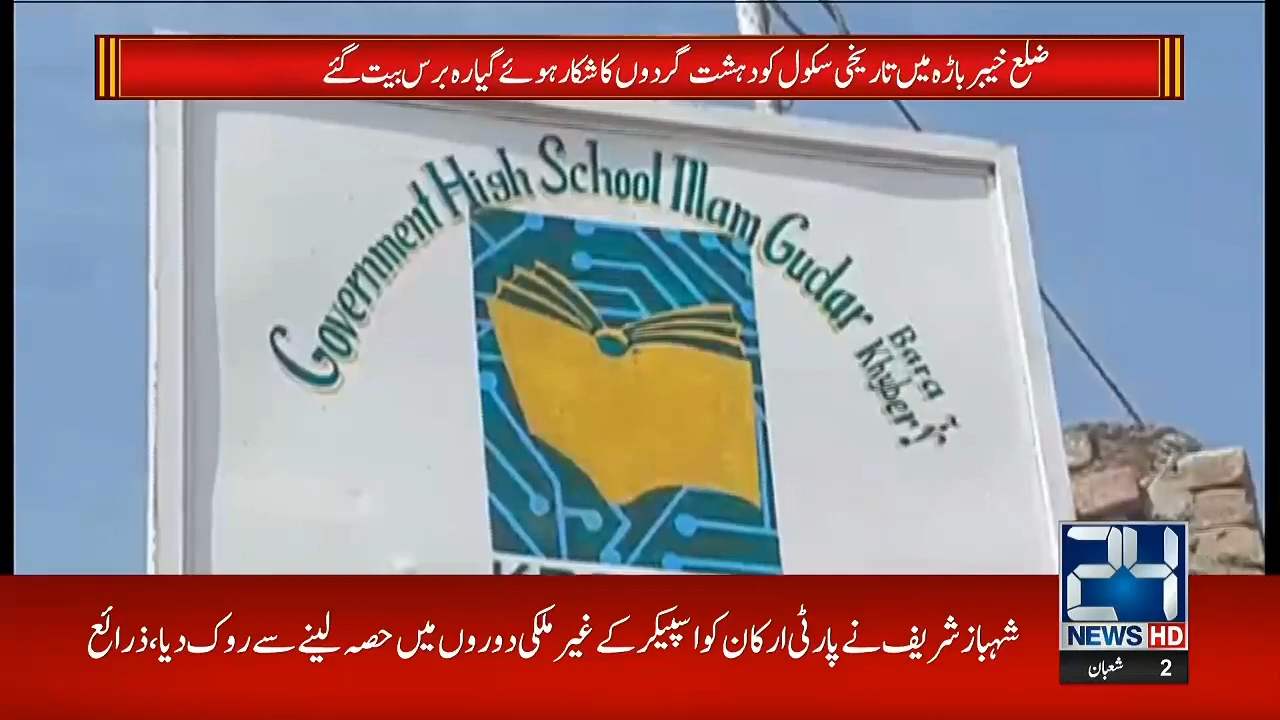 ضلع خیبر باڑہ میں تاریخی سکول کو دہشت گردوں کا شکار ہوئے گیارہ برس بیت گئے
Government High School Ilam Gudar
Bara
Khyber
شہباز شریف نے پارٹی ارکان کو اسپیکر کے غیر ملکی دوروں میں حصہ لینے سے روک دیا، ذرائع
24
NEWS HD
2 شعبان